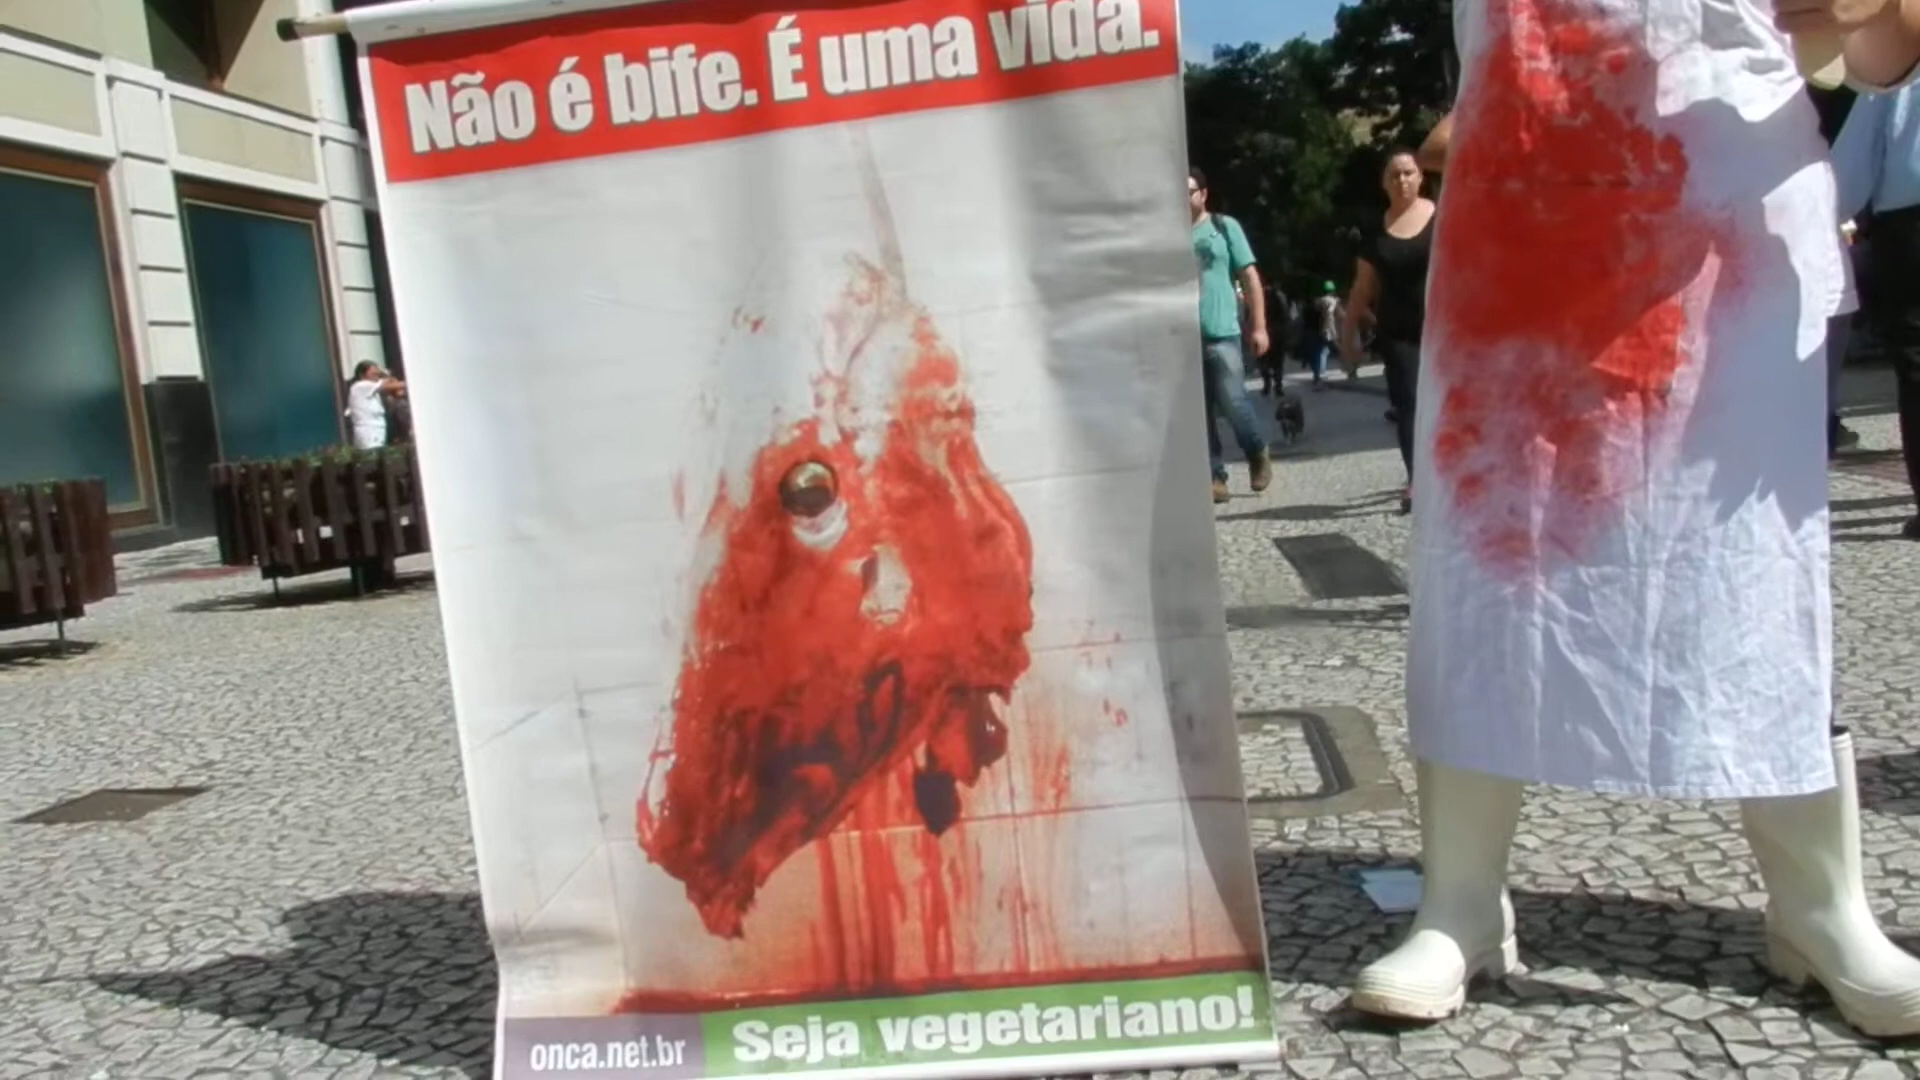 Não é bife. É uma vida.
onca.net.br
Seja vegetariano!